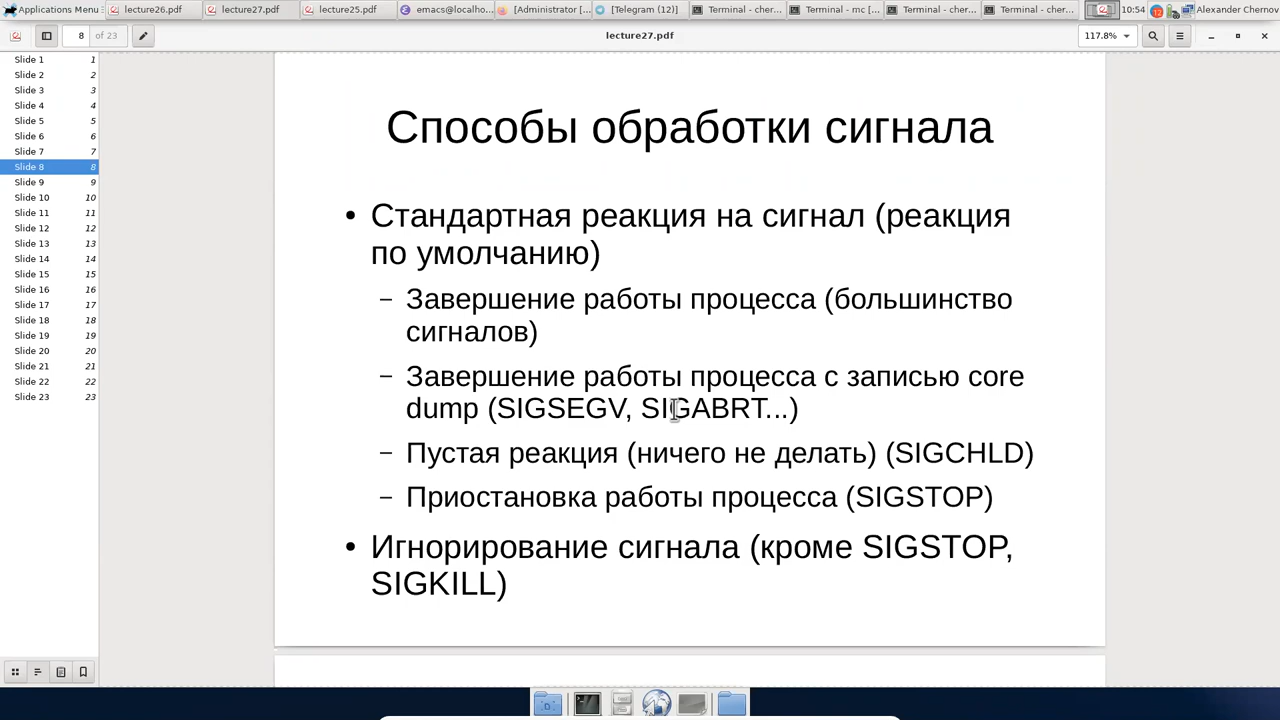 Applications Menu
lecture26.pdf
lecture27.pdf
lecture25.pdf
emacs@localho...
[Administrator [...
[Telegram (12)]
Terminal - cher...
Terminal - mc [...
Terminal - cher...
Terminal - cher...
10:54
12
Alexander Chernov
8 of 23
lecture27.pdf
117.8%
Slide 1 1
Slide 2 2
Slide 3 3
Slide 4 4
Slide 5 5
Slide 6 6
Slide 7 7
Slide 8 8
Slide 9 9
Slide 10 10
Slide 11 11
Slide 12 12
Slide 13 13
Slide 14 14
Slide 15 15
Slide 16 16
Slide 17 17
Slide 18 18
Slide 19 19
Slide 20 20
Slide 21 21
Slide 22 22
Slide 23 23
Способы обработки сигнала
• Стандартная реакция на сигнал (реакция
по умолчанию)
– Завершение работы процесса (большинство
сигналов)
– Завершение работы процесса с записью core
dump (SIGSEGV, SIGABRT...)
– Пустая реакция (ничего не делать) (SIGCHLD)
– Приостановка работы процесса (SIGSTOP)
• Игнорирование сигнала (кроме SIGSTOP,
SIGKILL)